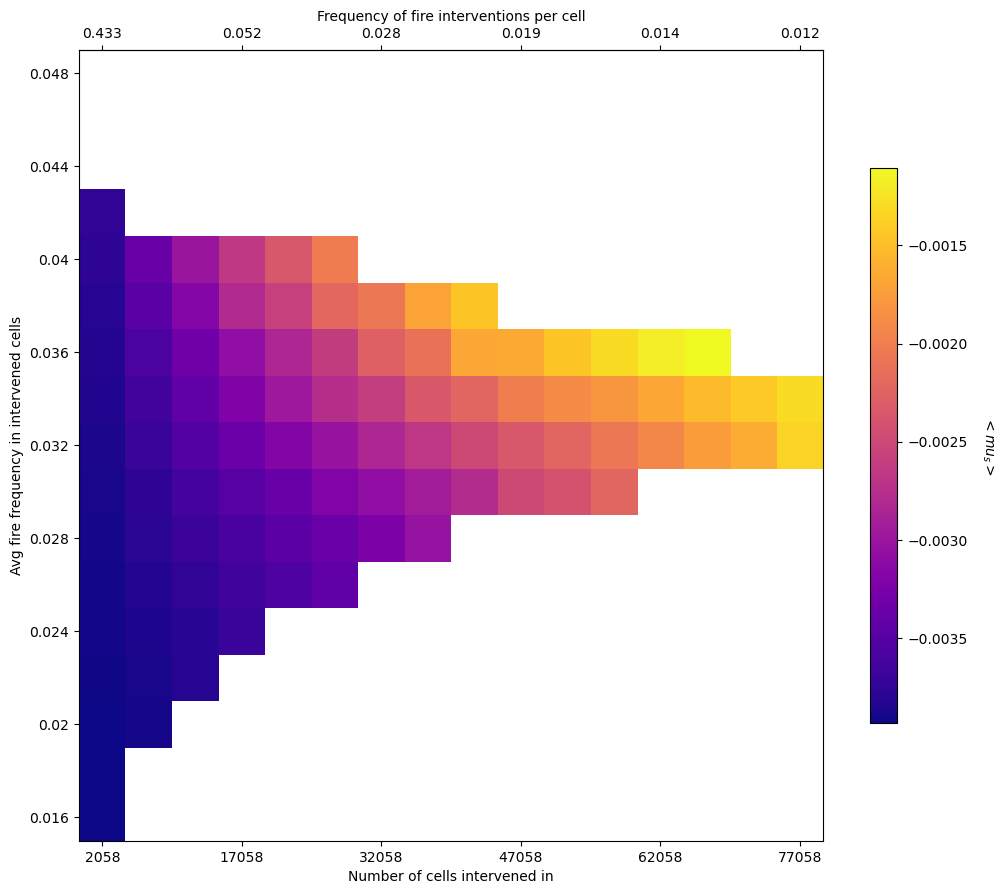 Frequency of fire interventions per cell
0.433 0.052 0.028 0.019 0.014 0.012
0.048
0.044
0.04
0.036
0.032
0.028
0.024
0.02
0.016
Avg fire frequency in intervened cells
2058 17058 32058 47058 62058 77058
Number of cells intervened in
−0.0015
−0.0020
−0.0025
−0.0030
−0.0035
< mu_s >